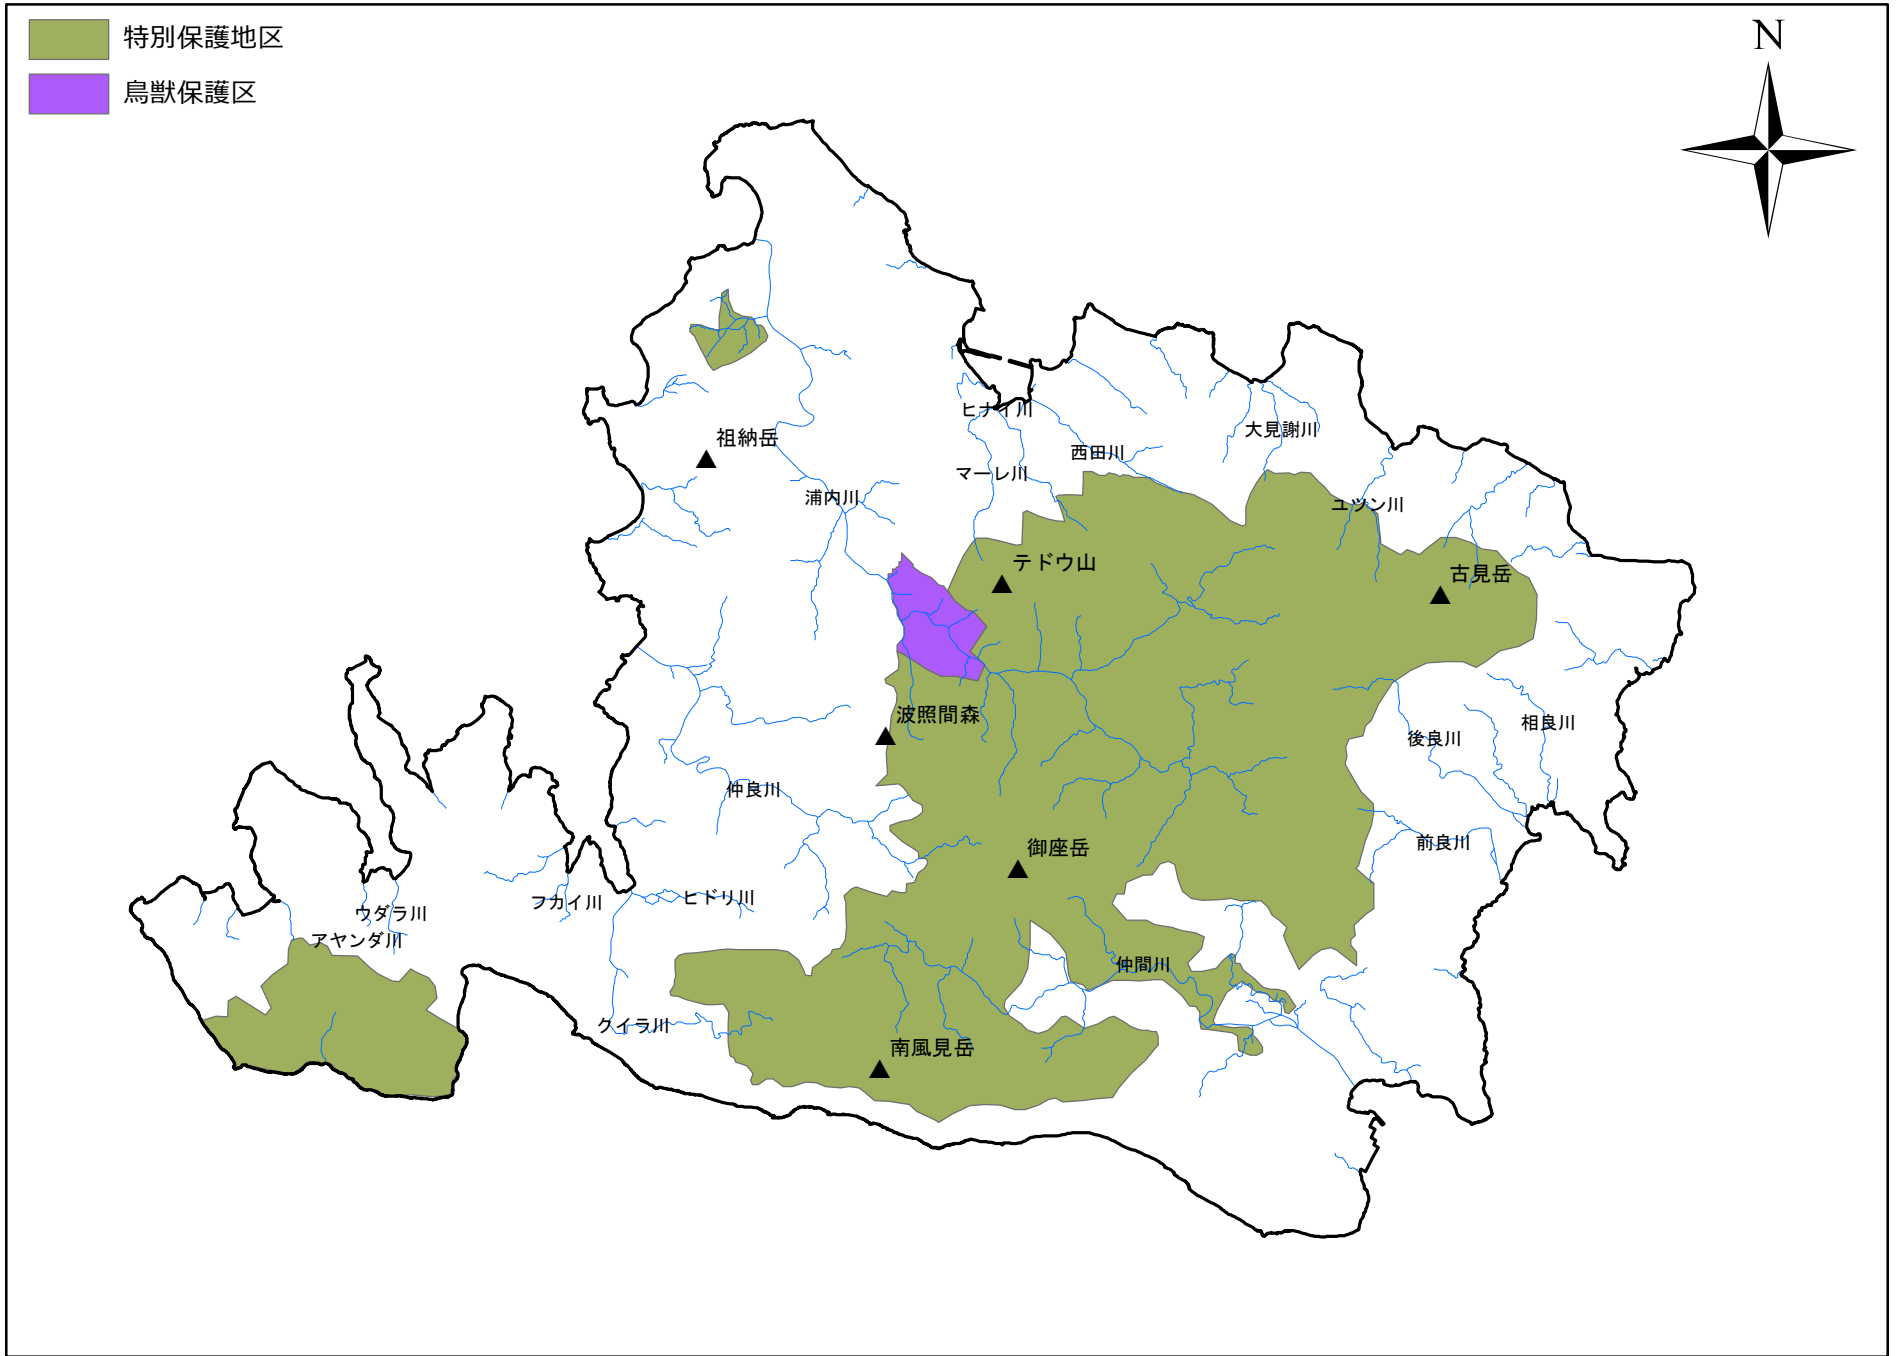 特別保護地区
N
鳥獣保護区
ヒナイ川
大見謝川
祖納岳
西田川
マーレ川
浦内川
ユツン川
テドウ山
古見岳
波照間森
相良川
後良川
仲良川
前良川
御座岳
ヒドリ川
フカイ川
ウダラ川
アヤンダ川
仲間川
クイラ川
南風見岳